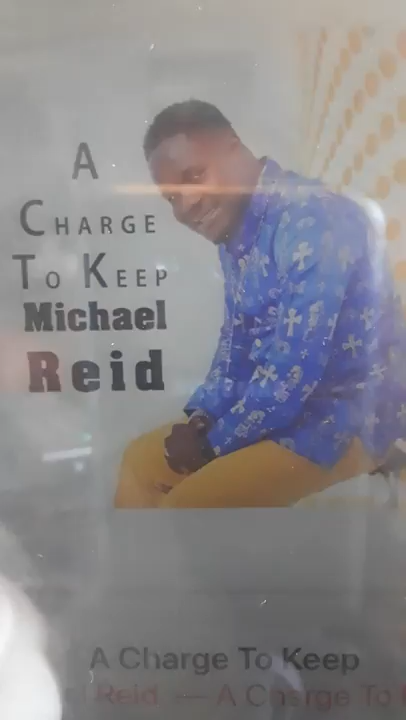 A
CHARGE
TO KEEP
Michael
Reid
A Charge To Keep
Reid — A Charge To